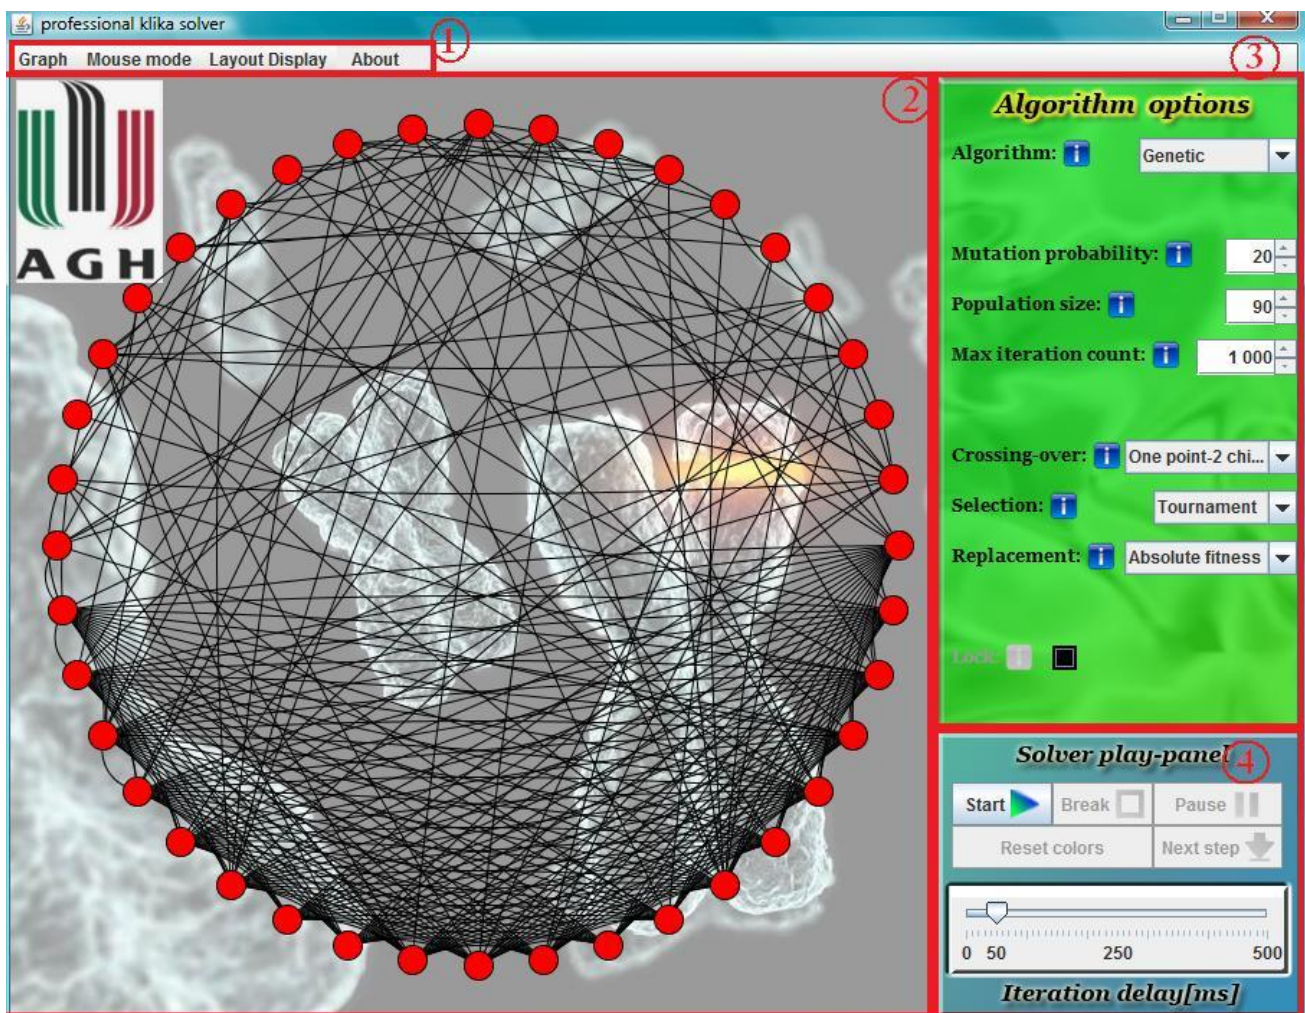 professional klika solver
1
Graph Mouse mode Layout Display About
3
2
AGH
Algorithm options
Algorithm: i Genetic
Mutation probability: i 20
Population size: i 90
Max iteration count: i 1 000
Crossing-over: i One point-2 chi...
Selection: i Tournament
Replacement: i Absolute fitness
Lock: i
Solver play-panel
4
Start Break Pause
Reset colors Next step
0 50 250 500
Iteration delay[ms]